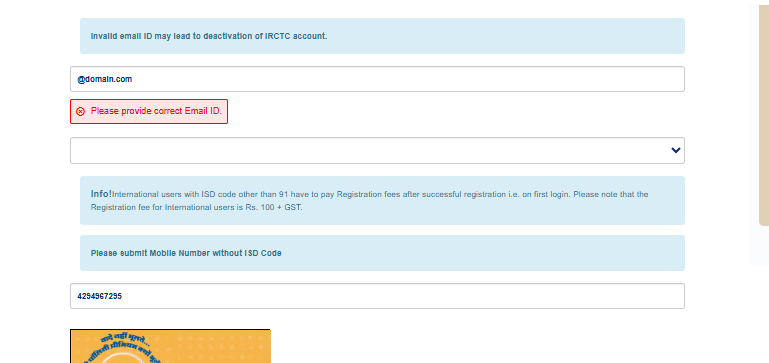 Invalid email ID may lead to deactivation of IRCTC account.
@domain.com
Please provide correct Email ID.
Info!International users with ISD code other than 91 have to pay Registration fees after successful registration i.e. on first login. Please note that the
Registration fee for International users is Rs. 100 + GST.
Please submit Mobile Number without ISD Code
4294967295
यादें नहीं भूलते...